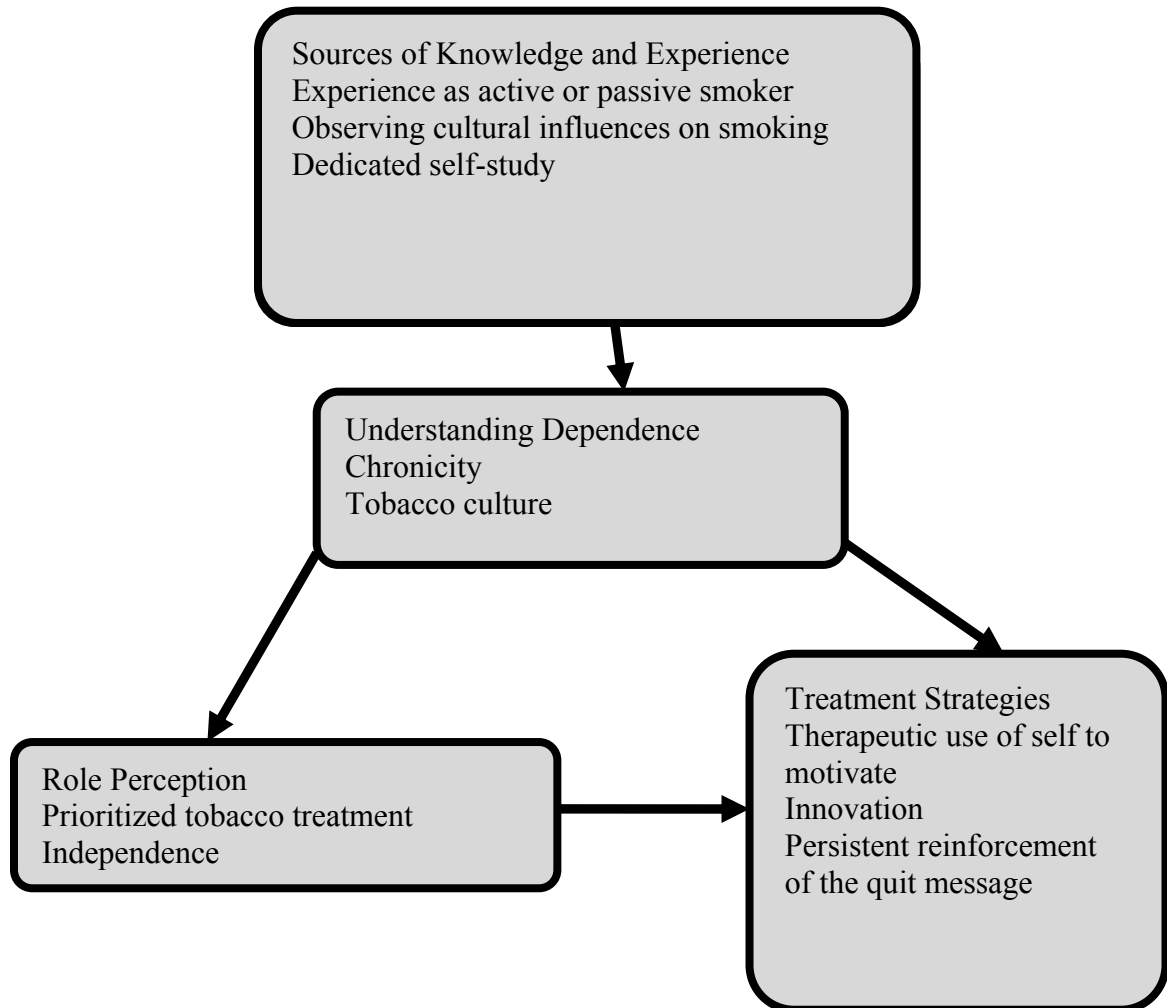 Sources of Knowledge and Experience
Experience as active or passive smoker
Observing cultural influences on smoking
Dedicated self-study
Understanding Dependence
Chronicity
Tobacco culture
Role Perception
Prioritized tobacco treatment
Independence
Treatment Strategies
Therapeutic use of self to
motivate
Innovation
Persistent reinforcement
of the quit message